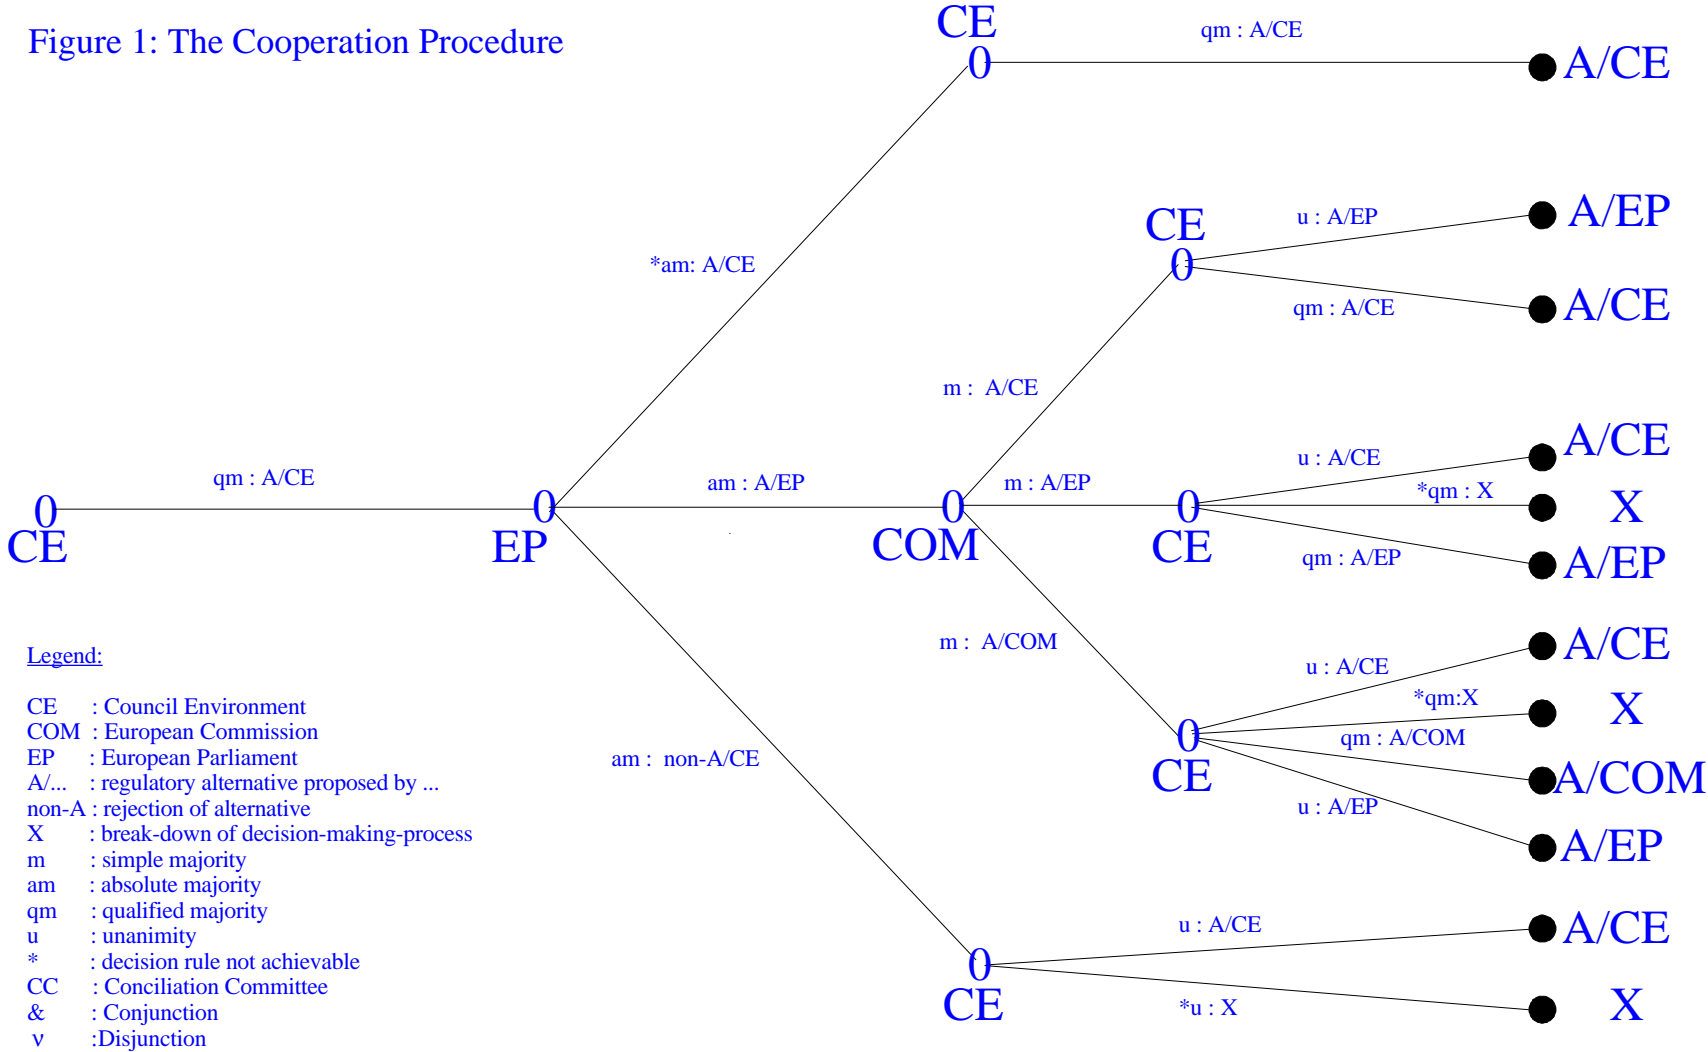 Figure 1: The Cooperation Procedure
CE
0
qm : A/CE
A/CE
*am: A/CE
CE
0
u : A/EP
A/EP
qm : A/CE
A/CE
m :  A/CE
qm : A/CE
0
CE
0
EP
am : A/EP
0
COM
m : A/EP
0
CE
u : A/CE
A/CE
*qm : X
X
qm : A/EP
A/EP
m :  A/COM
0
CE
u : A/CE
A/CE
*qm:X
X
qm : A/COM
A/COM
u : A/EP
A/EP
am :  non-A/CE
0
CE
u : A/CE
A/CE
*u : X
X
Legend:
CE : Council Environment
COM : European Commission
EP : European Parliament
A/... : regulatory alternative proposed by ...
non-A : rejection of alternative
X : break-down of decision-making-process
m : simple majority
am : absolute majority
qm : qualified majority
u : unanimity
* : decision rule not achievable
CC : Conciliation Committee
& : Conjunction
ν :Disjunction